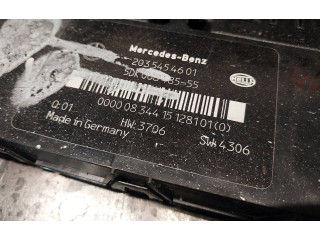 Mercedes-Benz
203 545 46 01
HELLA
0000 08 344 15 128101(0)
Q:01
HW:3706
SW:4306
Made in Germany